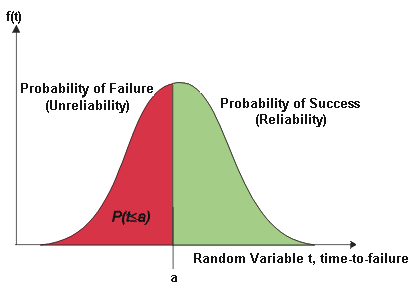 f(t)
Probability of Failure
(Unreliability)
Probability of Success
(Reliability)
P(t≤a)
Random Variable t, time-to-failure
a